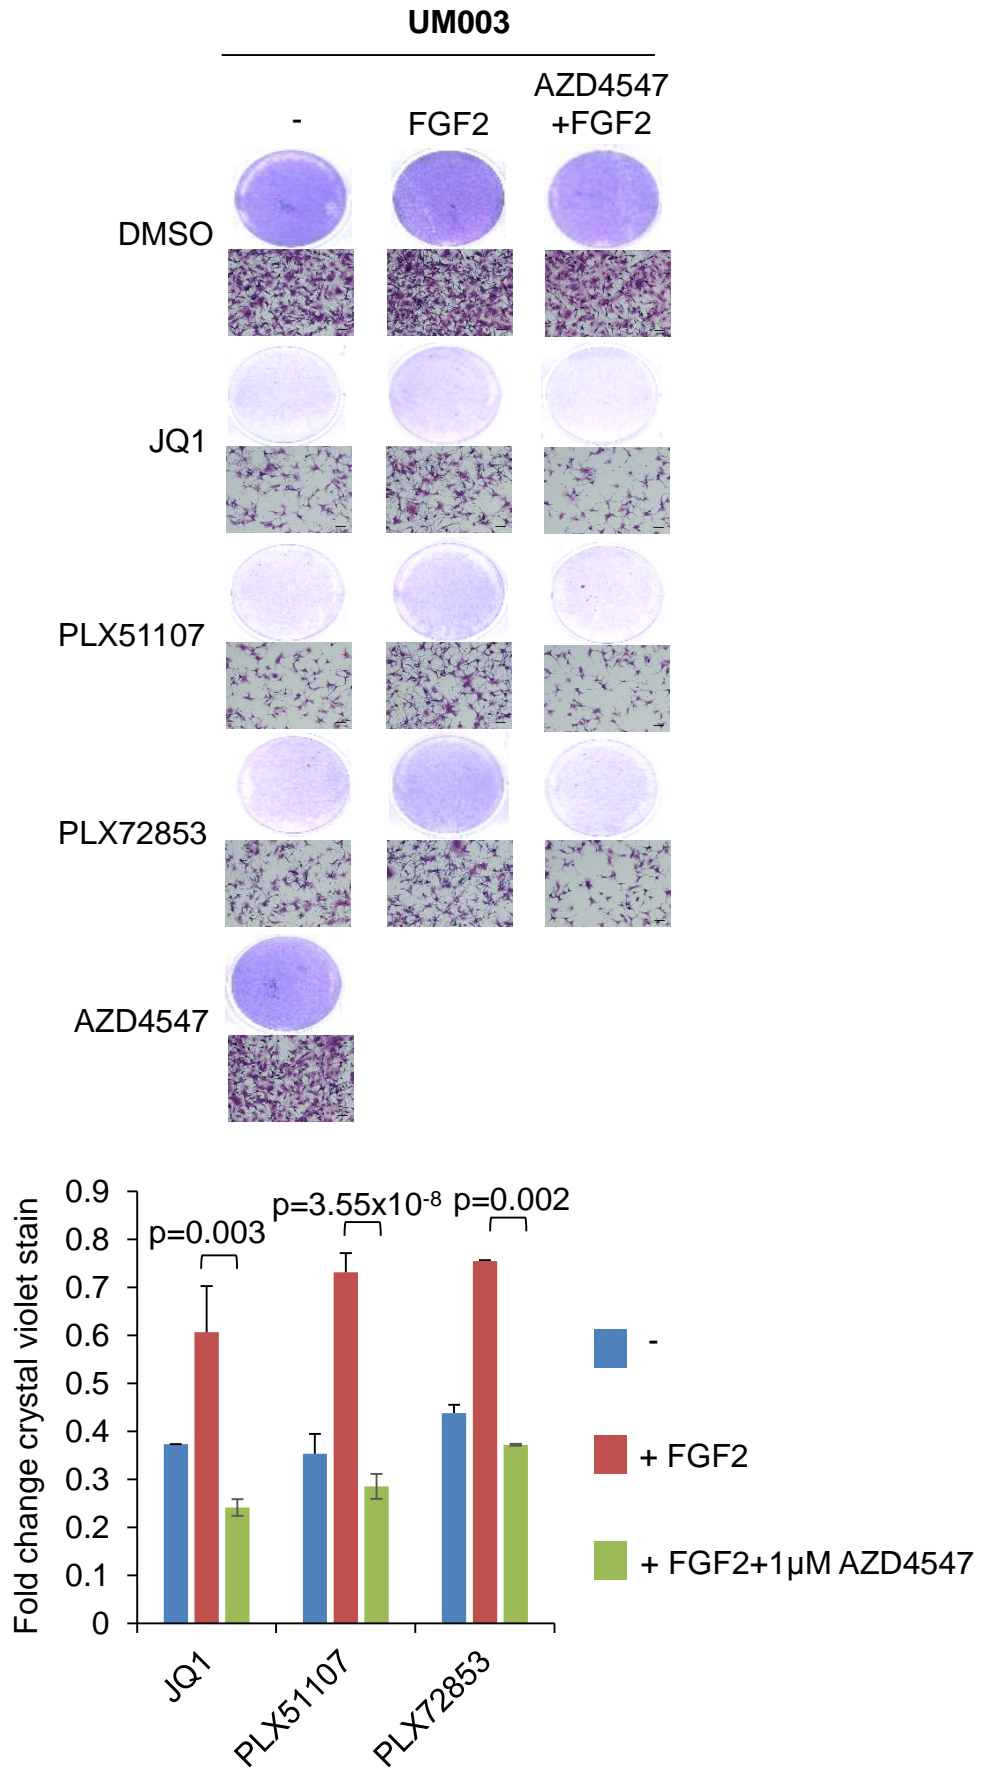 UM003
-
FGF2
AZD4547
+FGF2
DMSO
JQ1
PLX51107
PLX72853
AZD4547
Fold change crystal violet stain
0.9
0.8
0.7
0.6
0.5
0.4
0.3
0.2
0.1
0
p=0.003
p=3.55x10⁻⁸
p=0.002
JQ1
PLX51107
PLX72853
-
+ FGF2
+ FGF2+1μM AZD4547